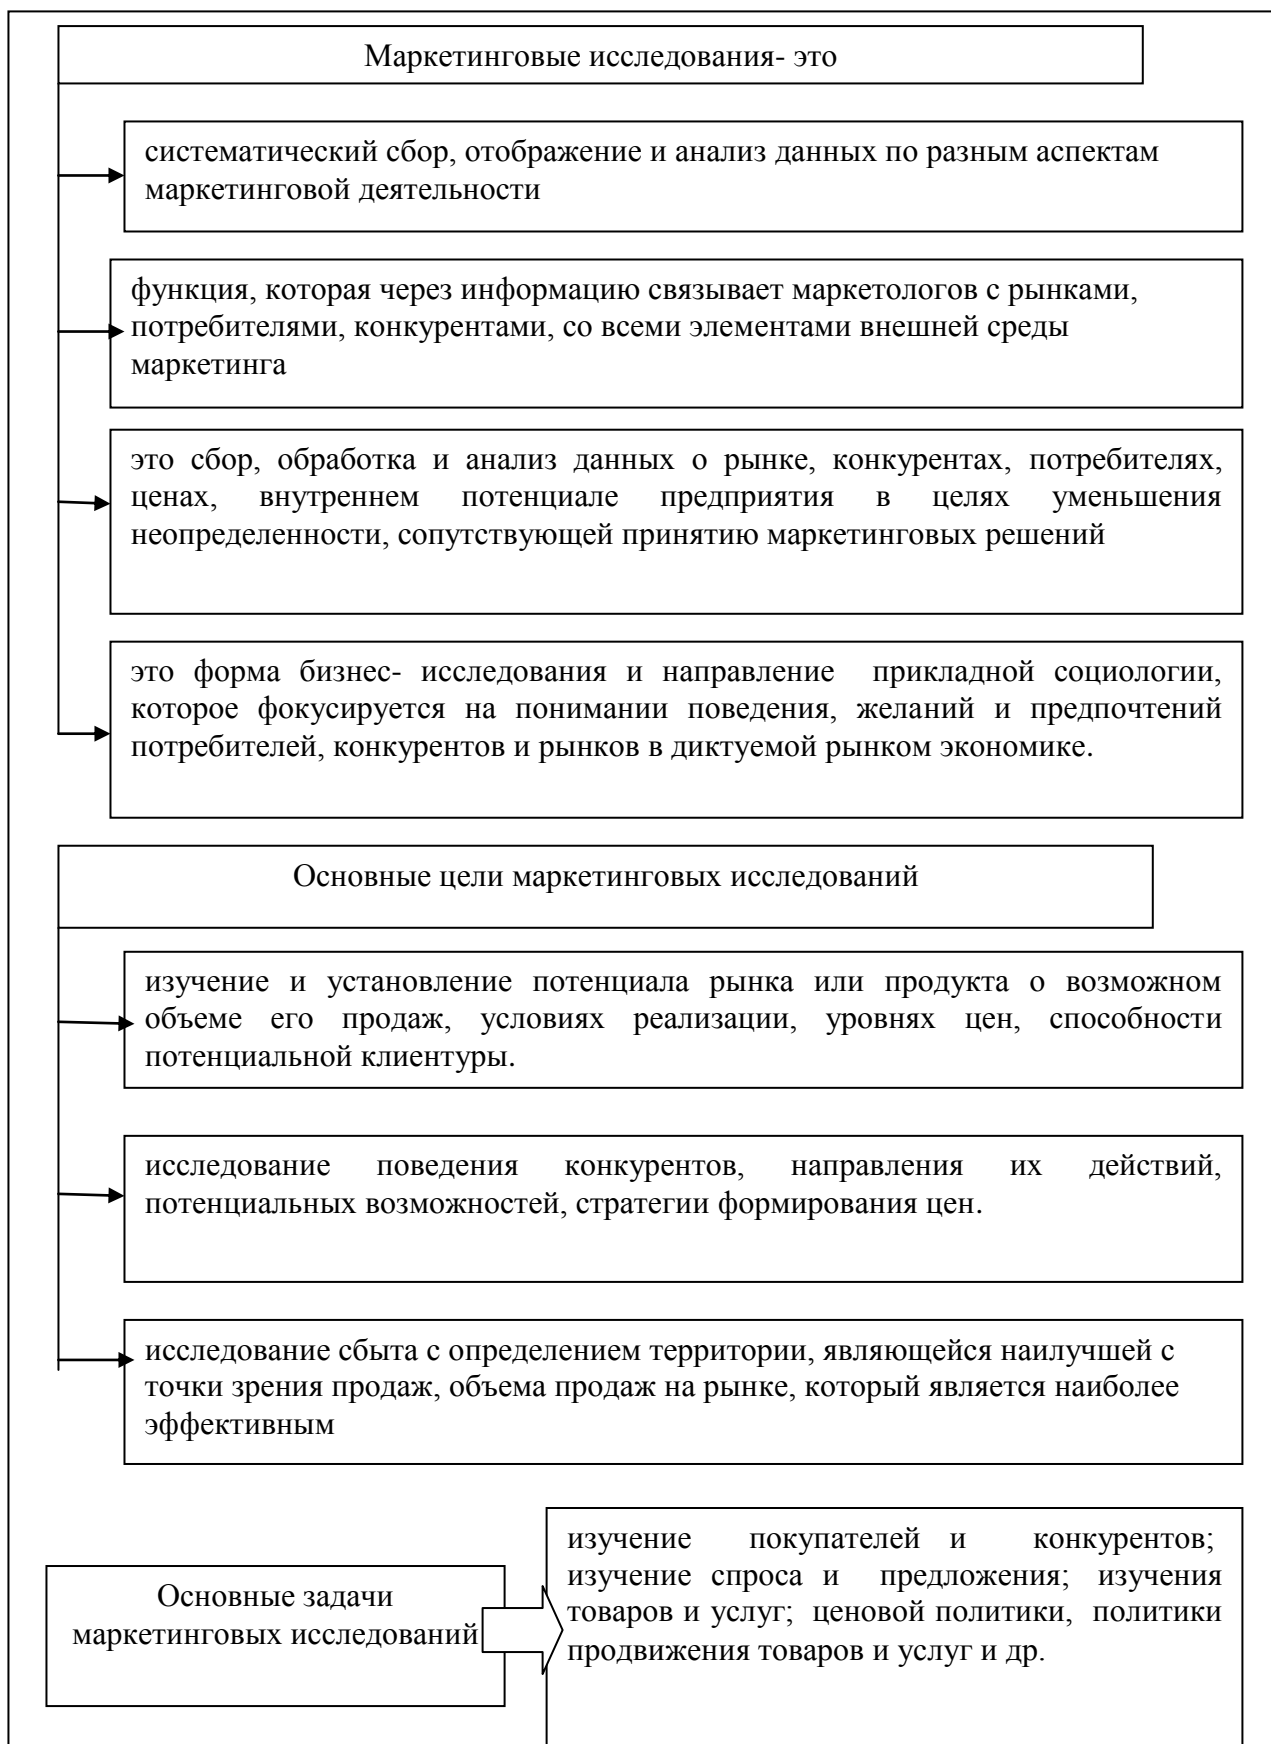 Маркетинговые исследования- это
систематический сбор, отображение и анализ данных по разным аспектам
маркетинговой деятельности
функция, которая через информацию связывает маркетологов с рынками,
потребителями, конкурентами, со всеми элементами внешней среды
маркетинга
это сбор, обработка и анализ данных о рынке, конкурентах, потребителях,
ценах, внутреннем потенциале предприятия в целях уменьшения
неопределенности, сопутствующей принятию маркетинговых решений
это форма бизнес- исследования и направление прикладной социологии,
которое фокусируется на понимании поведения, желаний и предпочтений
потребителей, конкурентов и рынков в диктуемой рынком экономике.
Основные цели маркетинговых исследований
изучение и установление потенциала рынка или продукта о возможном
объеме его продаж, условиях реализации, уровнях цен, способности
потенциальной клиентуры.
исследование поведения конкурентов, направления их действий,
потенциальных возможностей, стратегии формирования цен.
исследование сбыта с определением территории, являющейся наилучшей с
точки зрения продаж, объема продаж на рынке, который является наиболее
эффективным
Основные задачи
маркетинговых исследований
изучение покупателей и конкурентов;
изучение спроса и предложения; изучения
товаров и услуг; ценовой политики, политики
продвижения товаров и услуг и др.